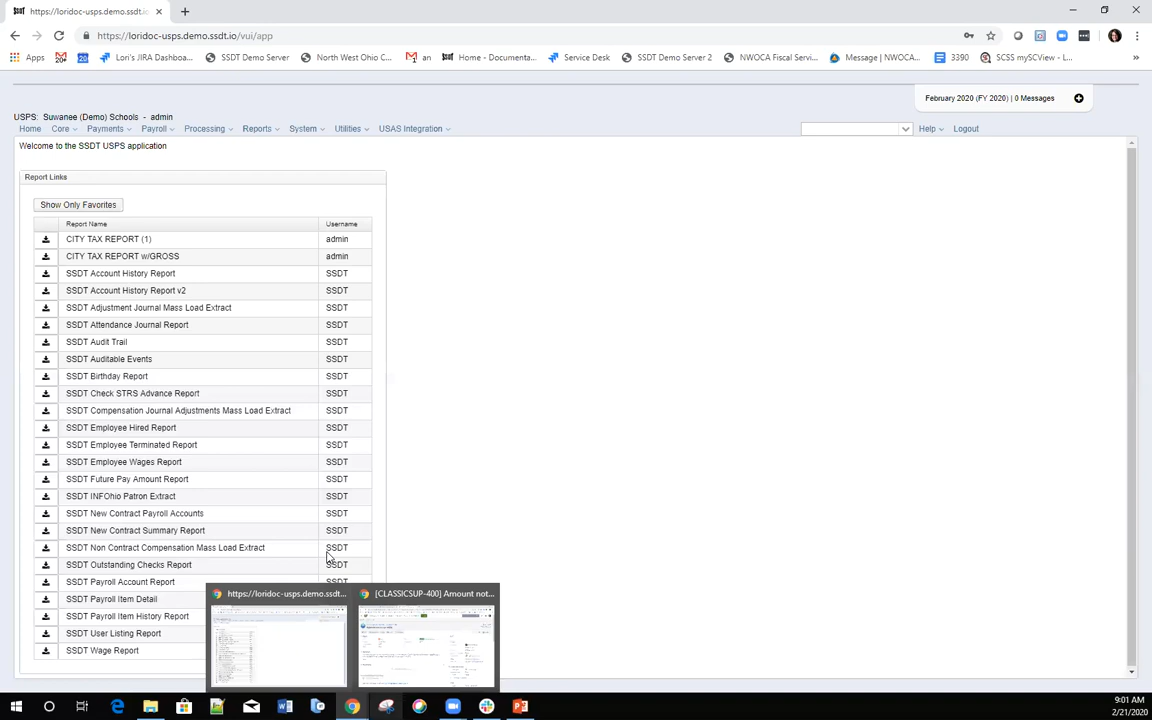 https://loridoc-usps.demo.ssdt.io/
https://loridoc-usps.demo.ssdt.io/vui/app
Apps
Lori's JIRA Dashboa...
SSDT Demo Server
North West Ohio C...
an
Home - Documenta...
Service Desk
SSDT Demo Server 2
NWOCA Fiscal Servi...
Message | NWOCA...
3390
SCSS mySCView - L...
February 2020 (FY 2020) | 0 Messages
USPS: Suwanee (Demo) Schools - admin
Home Core Payments Payroll Processing Reports System Utilities USAS Integration Help Logout
Welcome to the SSDT USPS application
Report Links
Show Only Favorites
Report Name Username
CITY TAX REPORT (1) admin
CITY TAX REPORT w/GROSS admin
SSDT Account History Report SSDT
SSDT Account History Report v2 SSDT
SSDT Adjustment Journal Mass Load Extract SSDT
SSDT Attendance Journal Report SSDT
SSDT Audit Trail SSDT
SSDT Auditable Events SSDT
SSDT Birthday Report SSDT
SSDT Check STRS Advance Report SSDT
SSDT Compensation Journal Adjustments Mass Load Extract SSDT
SSDT Employee Hired Report SSDT
SSDT Employee Terminated Report SSDT
SSDT Employee Wages Report SSDT
SSDT Future Pay Amount Report SSDT
SSDT INFOhio Patron Extract SSDT
SSDT New Contract Payroll Accounts SSDT
SSDT New Contract Summary Report SSDT
SSDT Non Contract Compensation Mass Load Extract SSDT
SSDT Outstanding Checks Report SSDT
SSDT Payroll Account Report SSDT
SSDT Payroll Item Detail
SSDT Payroll Item History Report
SSDT User Listing Report
SSDT Wage Report
https://loridoc-usps.demo.ssdt...
[CLASSICSUP-400] Amount not...
9:01 AM
2/21/2020